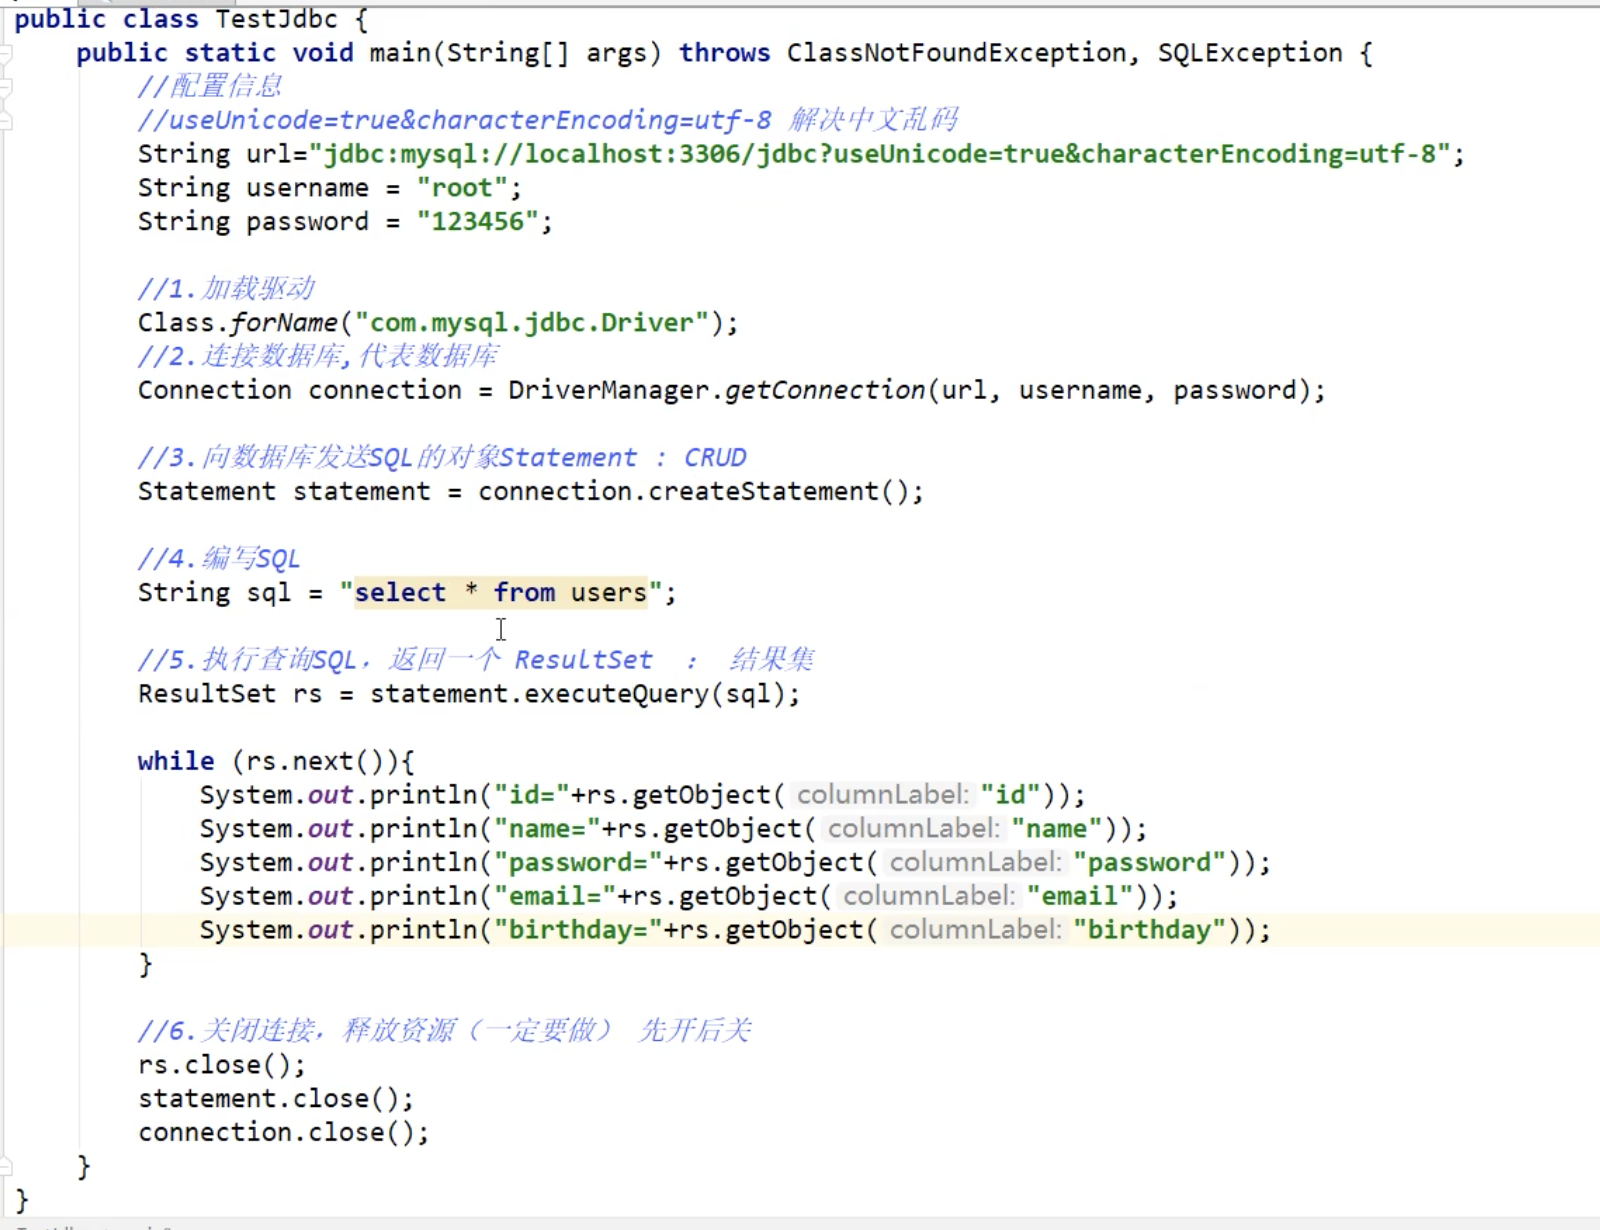 public class TestJdbc {
    public static void main(String[] args) throws ClassNotFoundException, SQLException {
        //配置信息
        //useUnicode=true&characterEncoding=utf-8 解决中文乱码
        String url="jdbc:mysql://localhost:3306/jdbc?useUnicode=true&characterEncoding=utf-8";
        String username = "root";
        String password = "123456";
        //1.加载驱动
        Class.forName("com.mysql.jdbc.Driver");
        //2.连接数据库,代表数据库
        Connection connection = DriverManager.getConnection(url, username, password);
        //3.向数据库发送SQL的对象Statement : CRUD
        Statement statement = connection.createStatement();
        //4.编写SQL
        String sql = "select * from users";
        //5.执行查询SQL，返回一个 ResultSet ： 结果集
        ResultSet rs = statement.executeQuery(sql);
        while (rs.next()){
            System.out.println("id="+rs.getObject( columnLabel: "id"));
            System.out.println("name="+rs.getObject( columnLabel: "name"));
            System.out.println("password="+rs.getObject( columnLabel: "password"));
            System.out.println("email="+rs.getObject( columnLabel: "email"));
            System.out.println("birthday="+rs.getObject( columnLabel: "birthday"));
        }
        //6.关闭连接，释放资源（一定要做） 先开后关
        rs.close();
        statement.close();
        connection.close();
    }
}